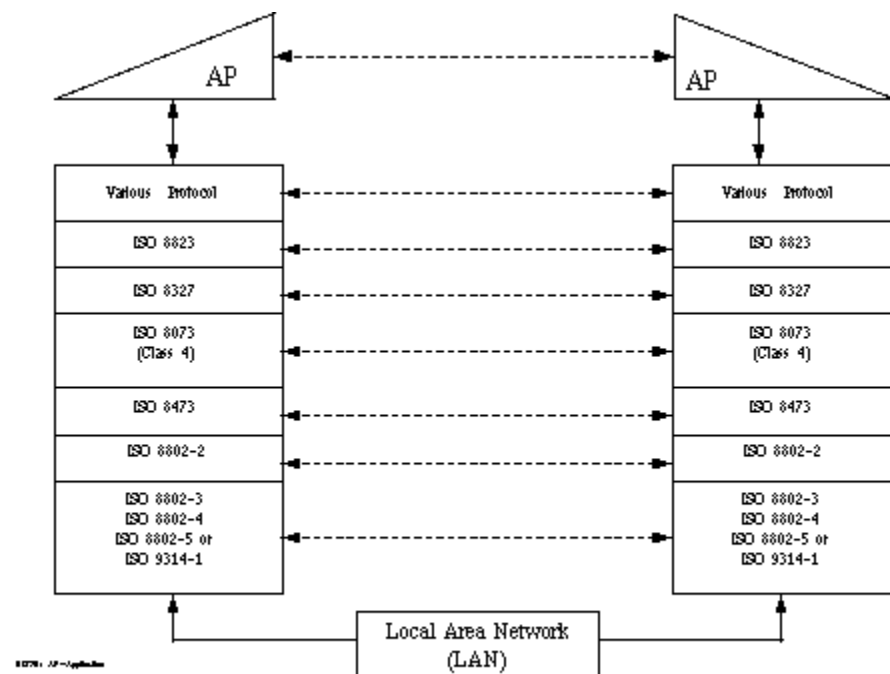 AP
AP
Various Protocol
Various Protocol
ISO 8823
ISO 8823
ISO 8327
ISO 8327
ISO 8073
(Class 4)
ISO 8073
(Class 4)
ISO 8473
ISO 8473
ISO 8802-2
ISO 8802-2
ISO 8802-3
ISO 8802-4
ISO 8802-5 or
ISO 9314-1
ISO 8802-3
ISO 8802-4
ISO 8802-5 or
ISO 9314-1
Local Area Network
(LAN)
AP-Application